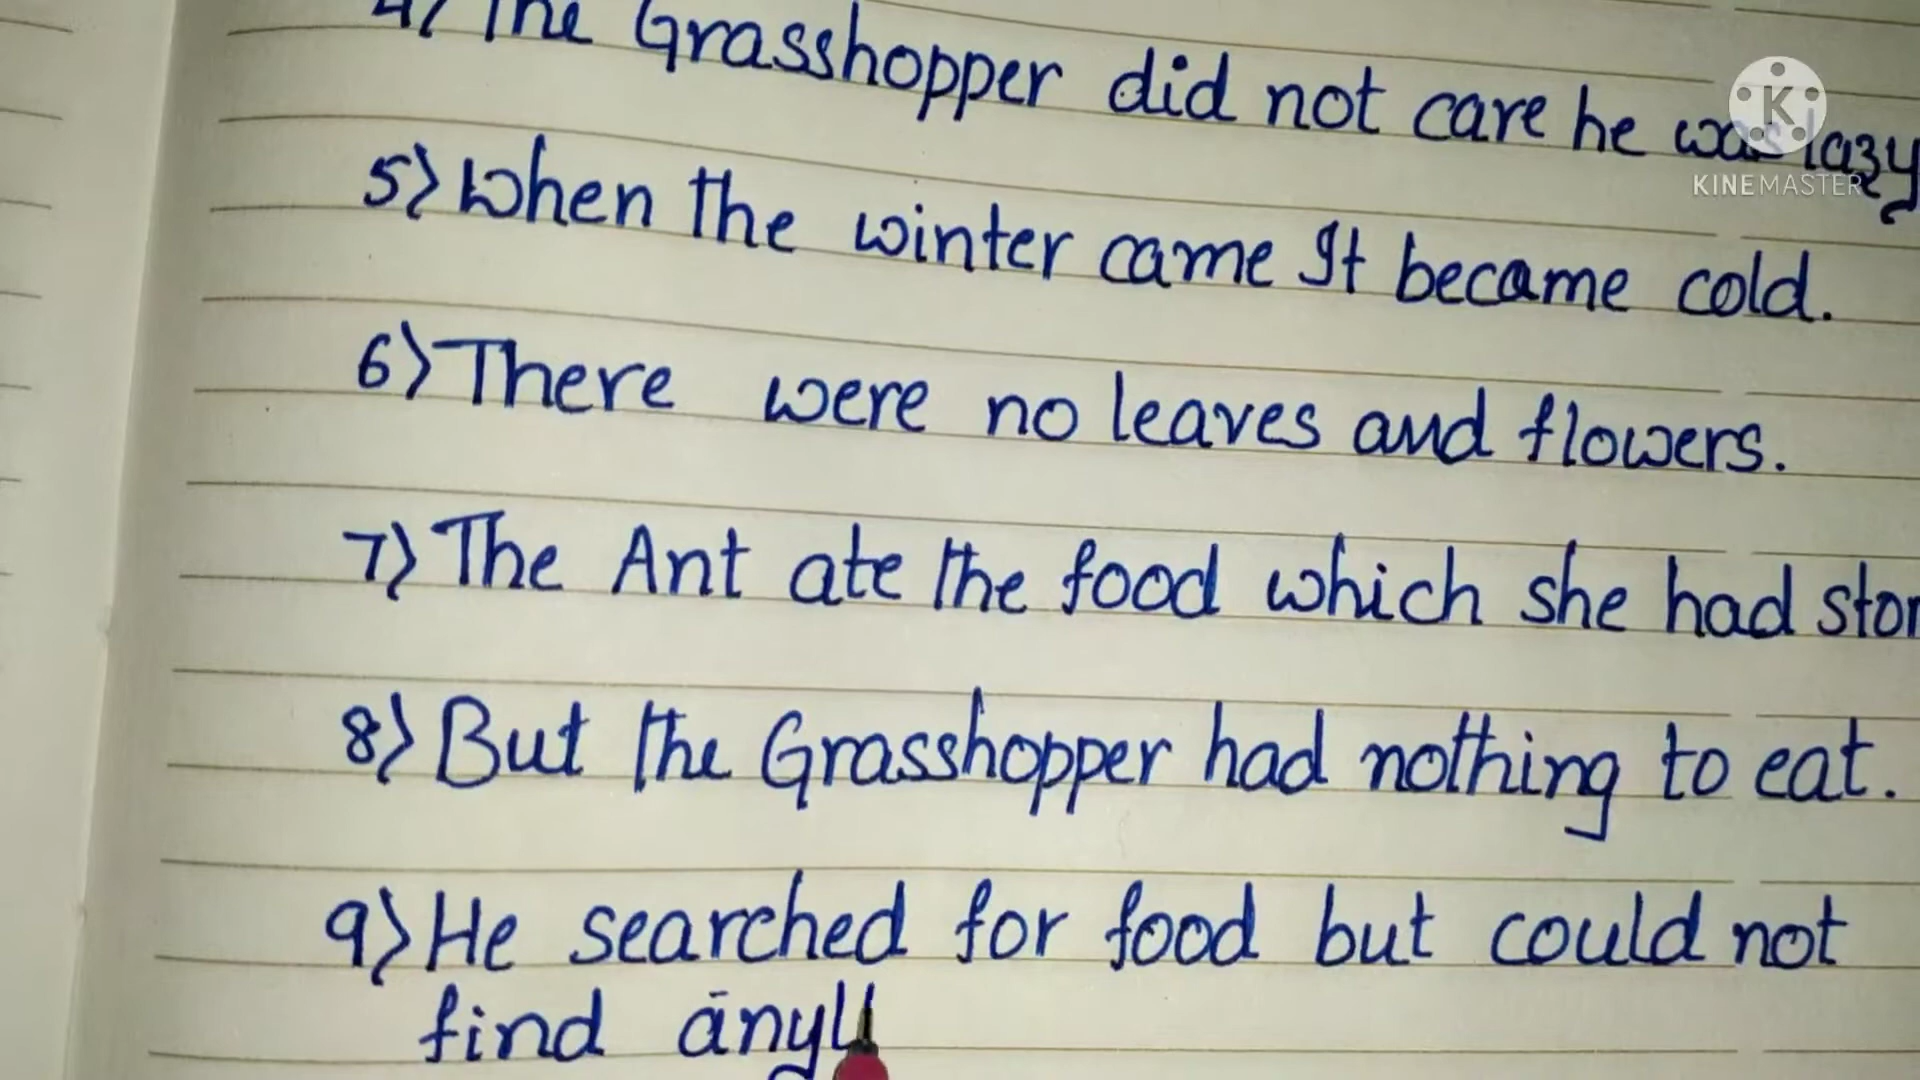 4) The Grasshopper did not care he was lazy
5) When the winter came It became cold.
6) There were no leaves and flowers.
7) The Ant ate the food which she had stor
8) But the Grasshopper had nothing to eat.
9) He searched for food but could not
find
KINEMASTER